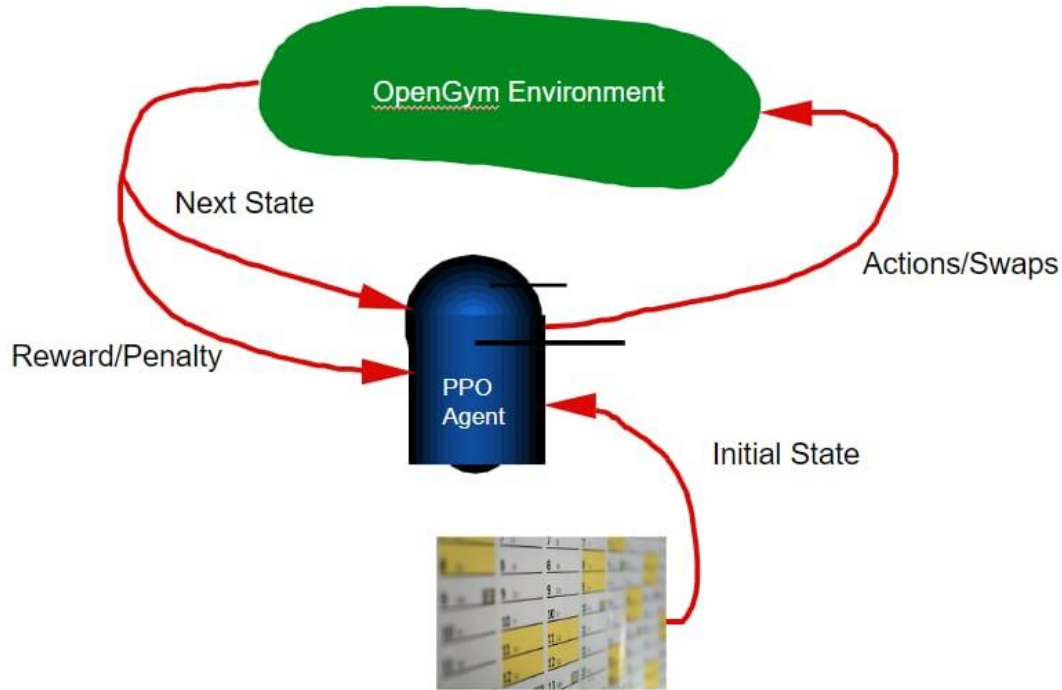 OpenGym Environment
Next State
Actions/Swaps
Reward/Penalty
PPO
Agent
Initial State